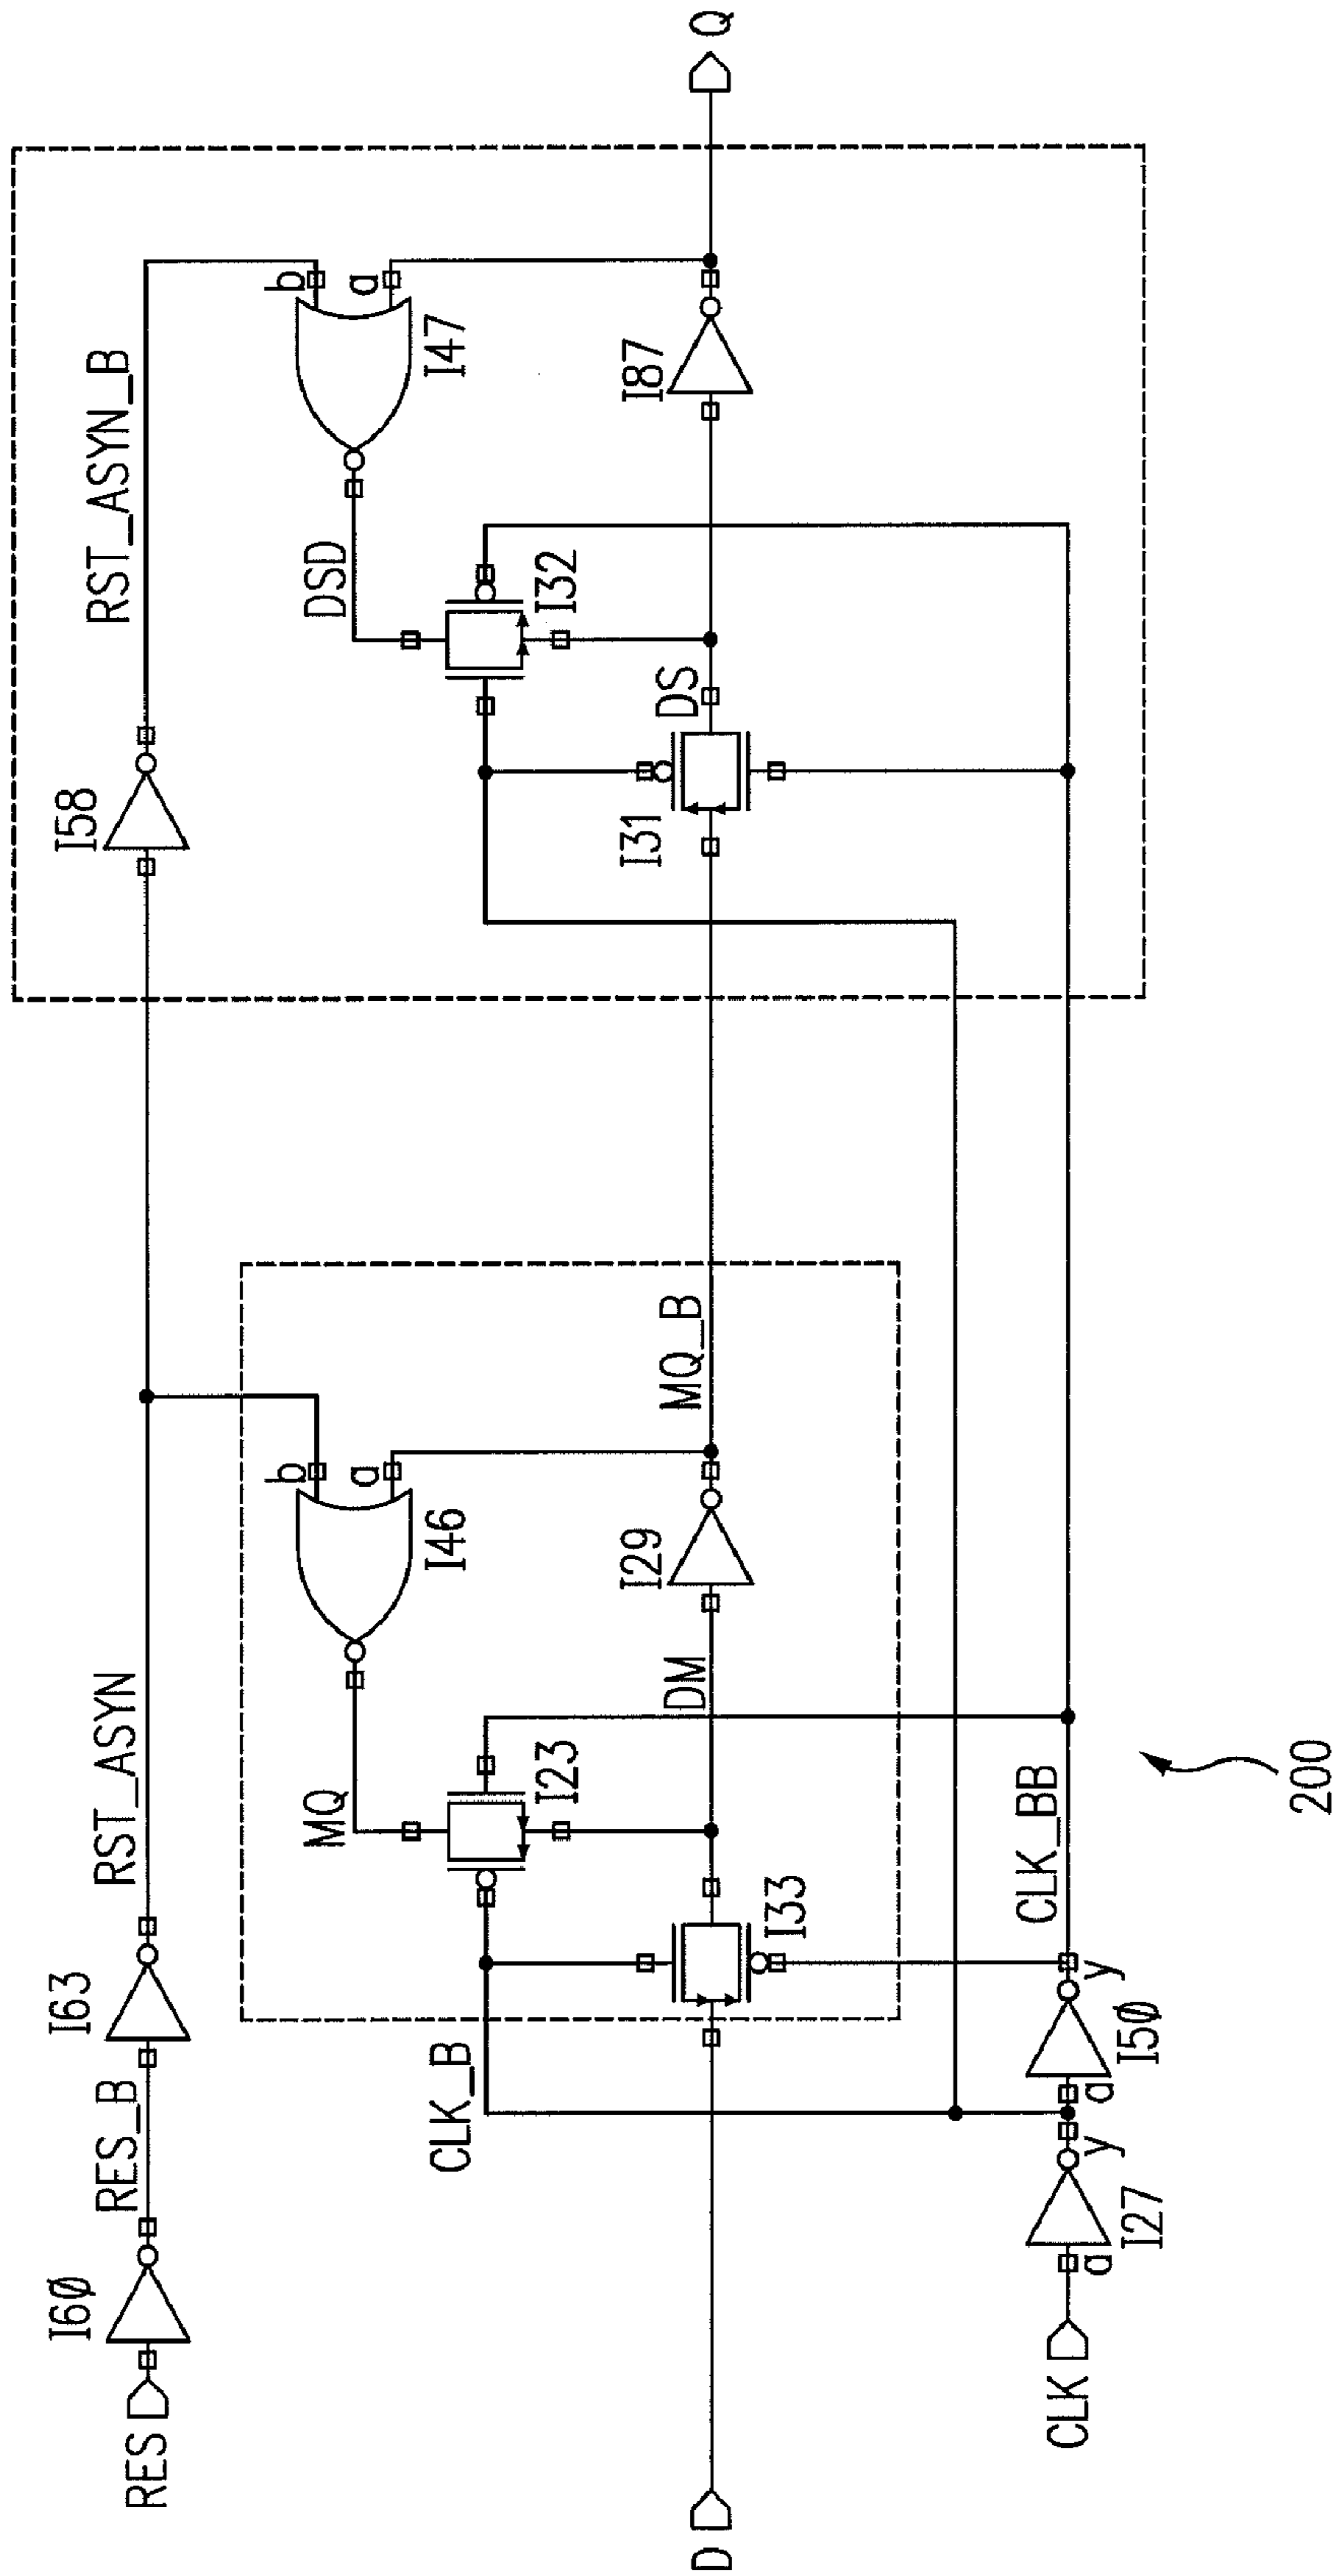 RES
I60
RES_B
I63
RST_ASYN
I58
RST_ASYN_B
b
a
I46
MQ
I23
b
a
I47
DSD
I32
CLK_B
I33
DM
I29
MQ_B
I31
DS
I87
D
Q
CLK
a
I27
y
a
I50
y
CLK_BB
200